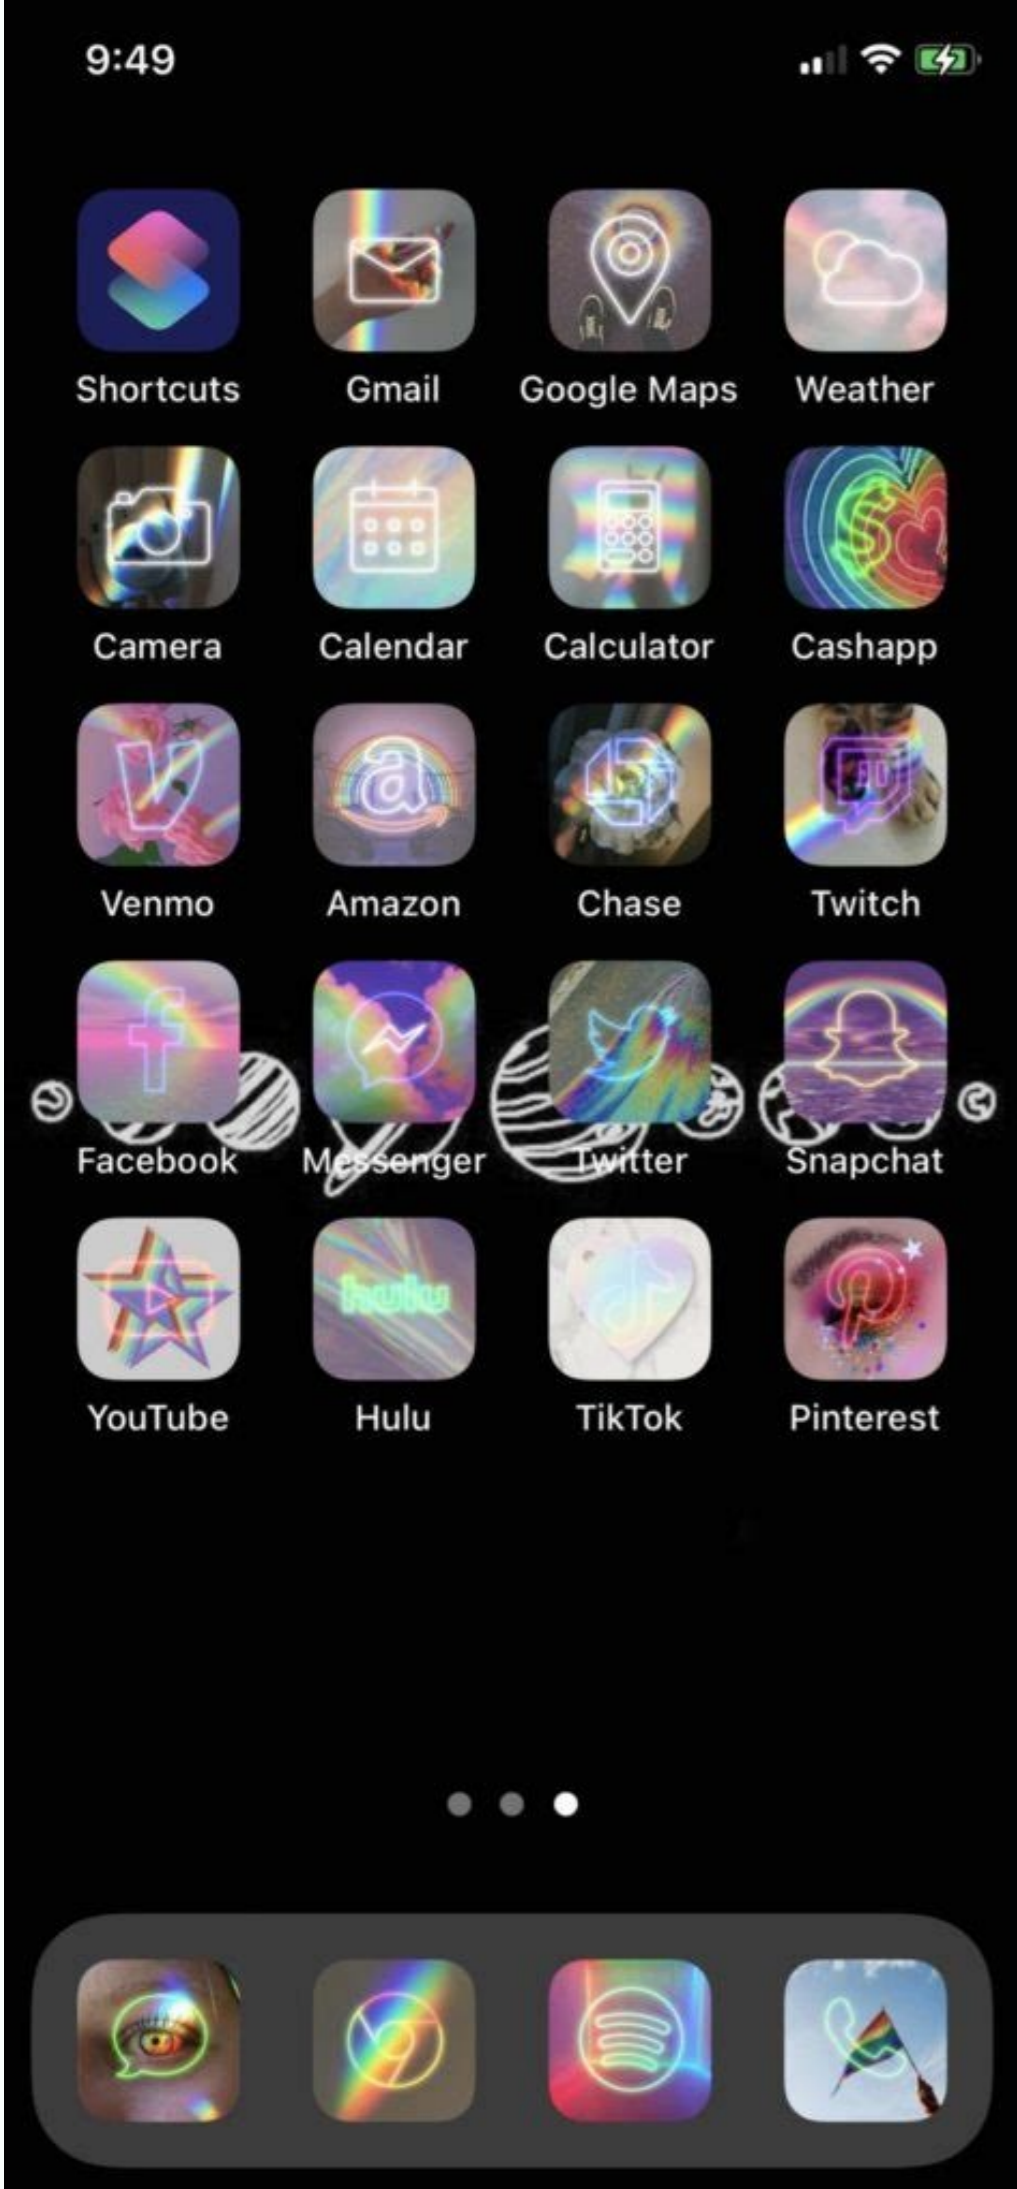 9:49
Shortcuts Gmail Google Maps Weather
Camera Calendar Calculator Cashapp
Venmo Amazon Chase Twitch
Facebook Messenger Twitter Snapchat
hulu
YouTube Hulu TikTok Pinterest